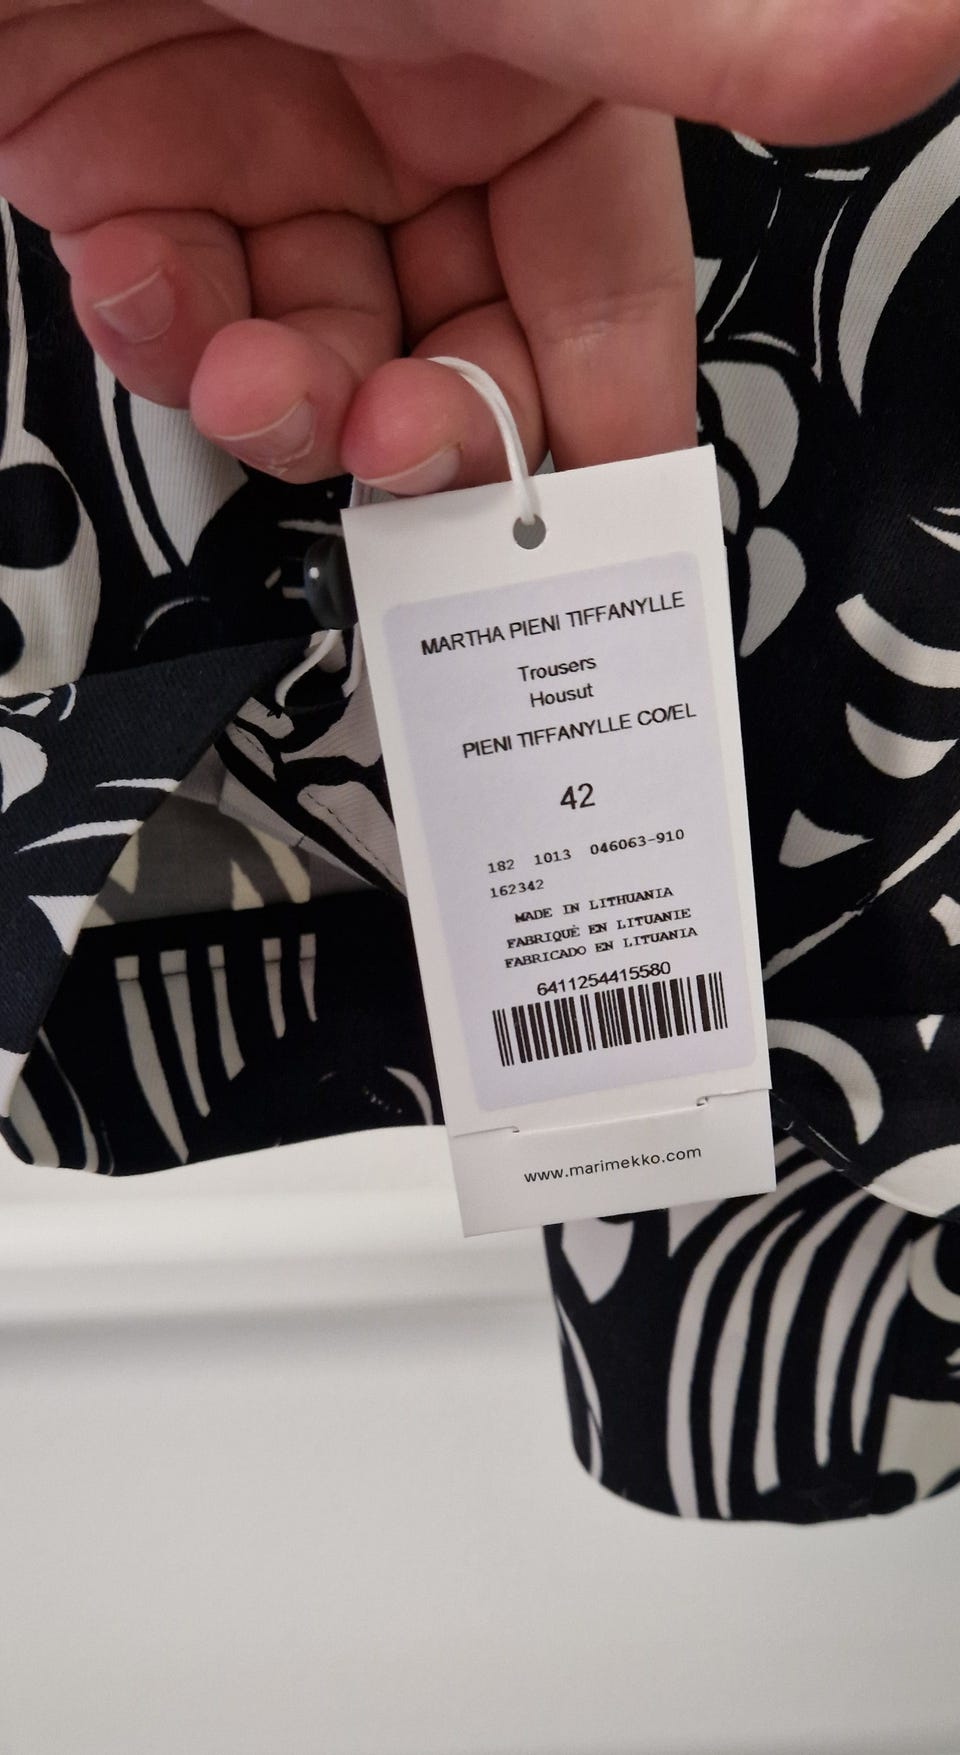 MARTHA PIENI TIFFANYLLE
Trousers
Housut
PIENI TIFFANYLLE CO/EL
42
182 1013 046063-910
162342
MADE IN LITHUANIA
FABRIQUÉ EN LITUANIE
FABRICADO EN LITUANIA
6411254415580
www.marimekko.com